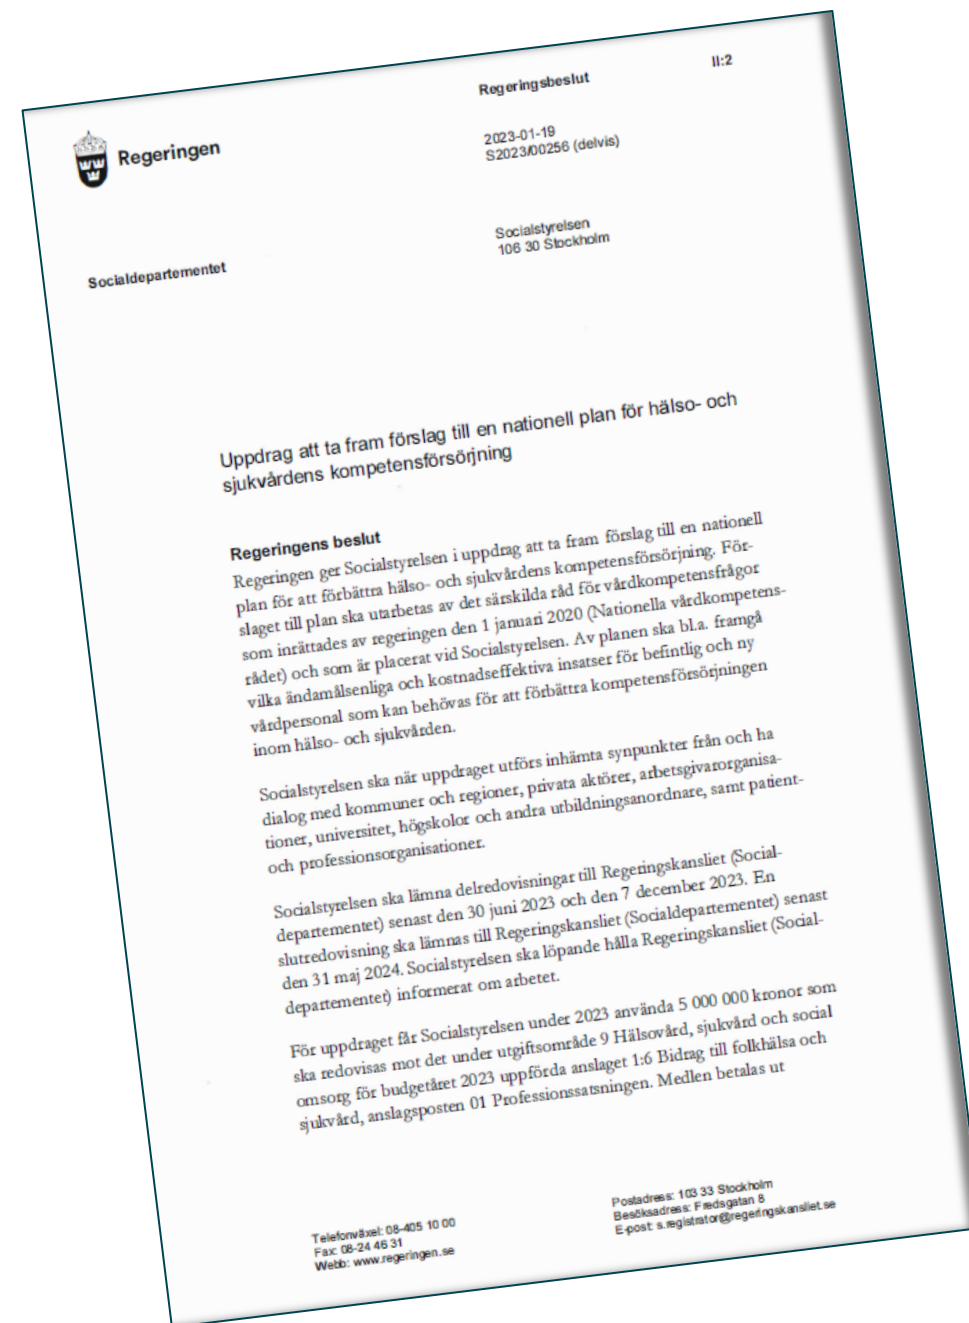 Regeringsbeslut
II:2
Regeringen
2023-01-19
S2023/00256 (delvis)
Socialstyrelsen
106 30 Stockholm
Socialdepartementet
Uppdrag att ta fram förslag till en nationell plan för hälso- och
sjukvårdens kompetensförsörjning
Regeringens beslut
Regeringen ger Socialstyrelsen i uppdrag att ta fram förslag till en nationell
plan för att förbättra hälso- och sjukvårdens kompetensförsörjning. För-
slaget till plan ska utarbetas av det särskilda råd för vårdkompetensfrågor
som inrättades av regeringen den 1 januari 2020 (Nationella vårdkompetens-
rådet) och som är placerat vid Socialstyrelsen. Av planen ska bl.a. framgå
vilka ändamålsenliga och kostnadseffektiva insatser för befintlig och ny
vårdpersonal som kan behövas för att förbättra kompetensförsörjningen
inom hälso- och sjukvården.
Socialstyrelsen ska när uppdraget utförs inhämta synpunkter från och ha
dialog med kommuner och regioner, privata aktörer, arbetsgivarorganisa-
tioner, universitet, högskolor och andra utbildningsanordnare, samt patient-
och professionsorganisationer.
Socialstyrelsen ska lämna delredovisningar till Regeringskansliet (Social-
departementet) senast den 30 juni 2023 och den 7 december 2023. En
slutredovisning ska lämnas till Regeringskansliet (Socialdepartementet) senast
den 31 maj 2024. Socialstyrelsen ska löpande hålla Regeringskansliet (Social-
departementet) informerat om arbetet.
För uppdraget får Socialstyrelsen under 2023 använda 5 000 000 kronor som
ska redovisas mot det under utgiftsområde 9 Hälsovård, sjukvård och social
omsorg för budgetåret 2023 uppförda anslaget 1:6 Bidrag till folkhälsa och
sjukvård, anslagsposten 01 Professionssatsningen. Medlen betalas ut
Telefonväxel: 08-405 10 00
Fax: 08-24 46 31
Webb: www.regeringen.se
Postadress: 103 33 Stockholm
Besöksadress: Fredsgatan 8
E-post: s.registrator@regeringskansliet.se